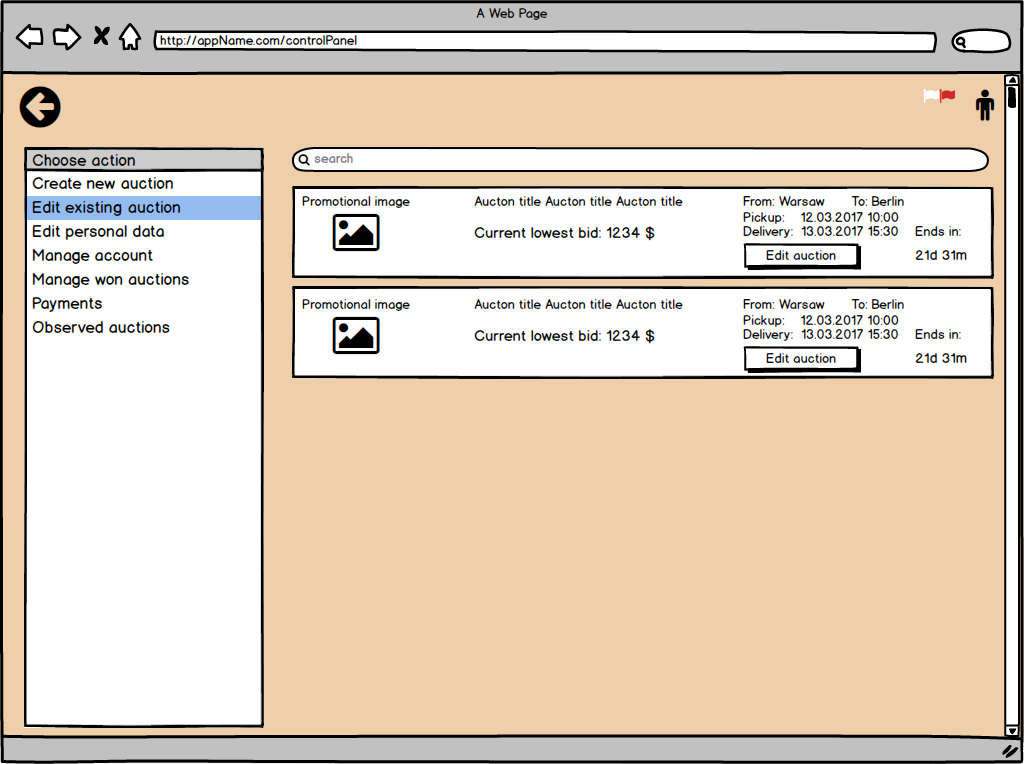 A Web Page
http://appName.com/controlPanel
Choose action
Create new auction
Edit existing auction
Edit personal data
Manage account
Manage won auctions
Payments
Observed auctions
search
Promotional image
Aucton title Aucton title Aucton title
Current lowest bid: 1234 $
From: Warsaw To: Berlin
Pickup: 12.03.2017 10:00
Delivery: 13.03.2017 15:30 Ends in:
Edit auction 21d 31m
Promotional image
Aucton title Aucton title Aucton title
Current lowest bid: 1234 $
From: Warsaw To: Berlin
Pickup: 12.03.2017 10:00
Delivery: 13.03.2017 15:30 Ends in:
Edit auction 21d 31m